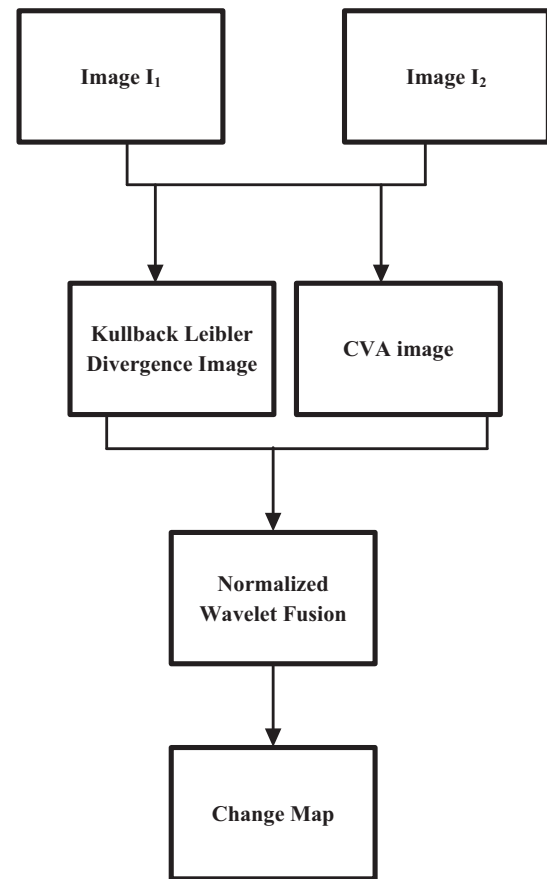 Image I₁
Image I₂
Kullback Leibler
Divergence Image
CVA image
Normalized
Wavelet Fusion
Change Map